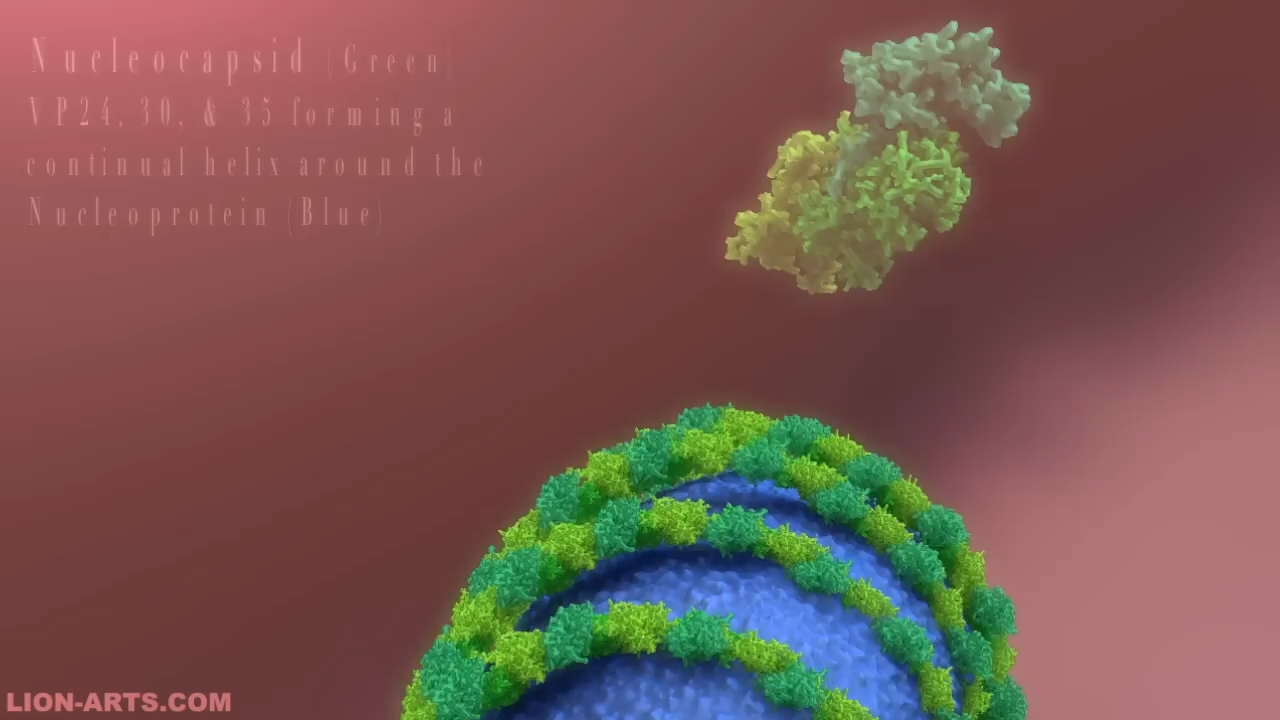 Nucleocapsid (Green)
VP24, 30, & 35 forming a
continual helix around the
Nucleoprotein (Blue)
LION-ARTS.COM